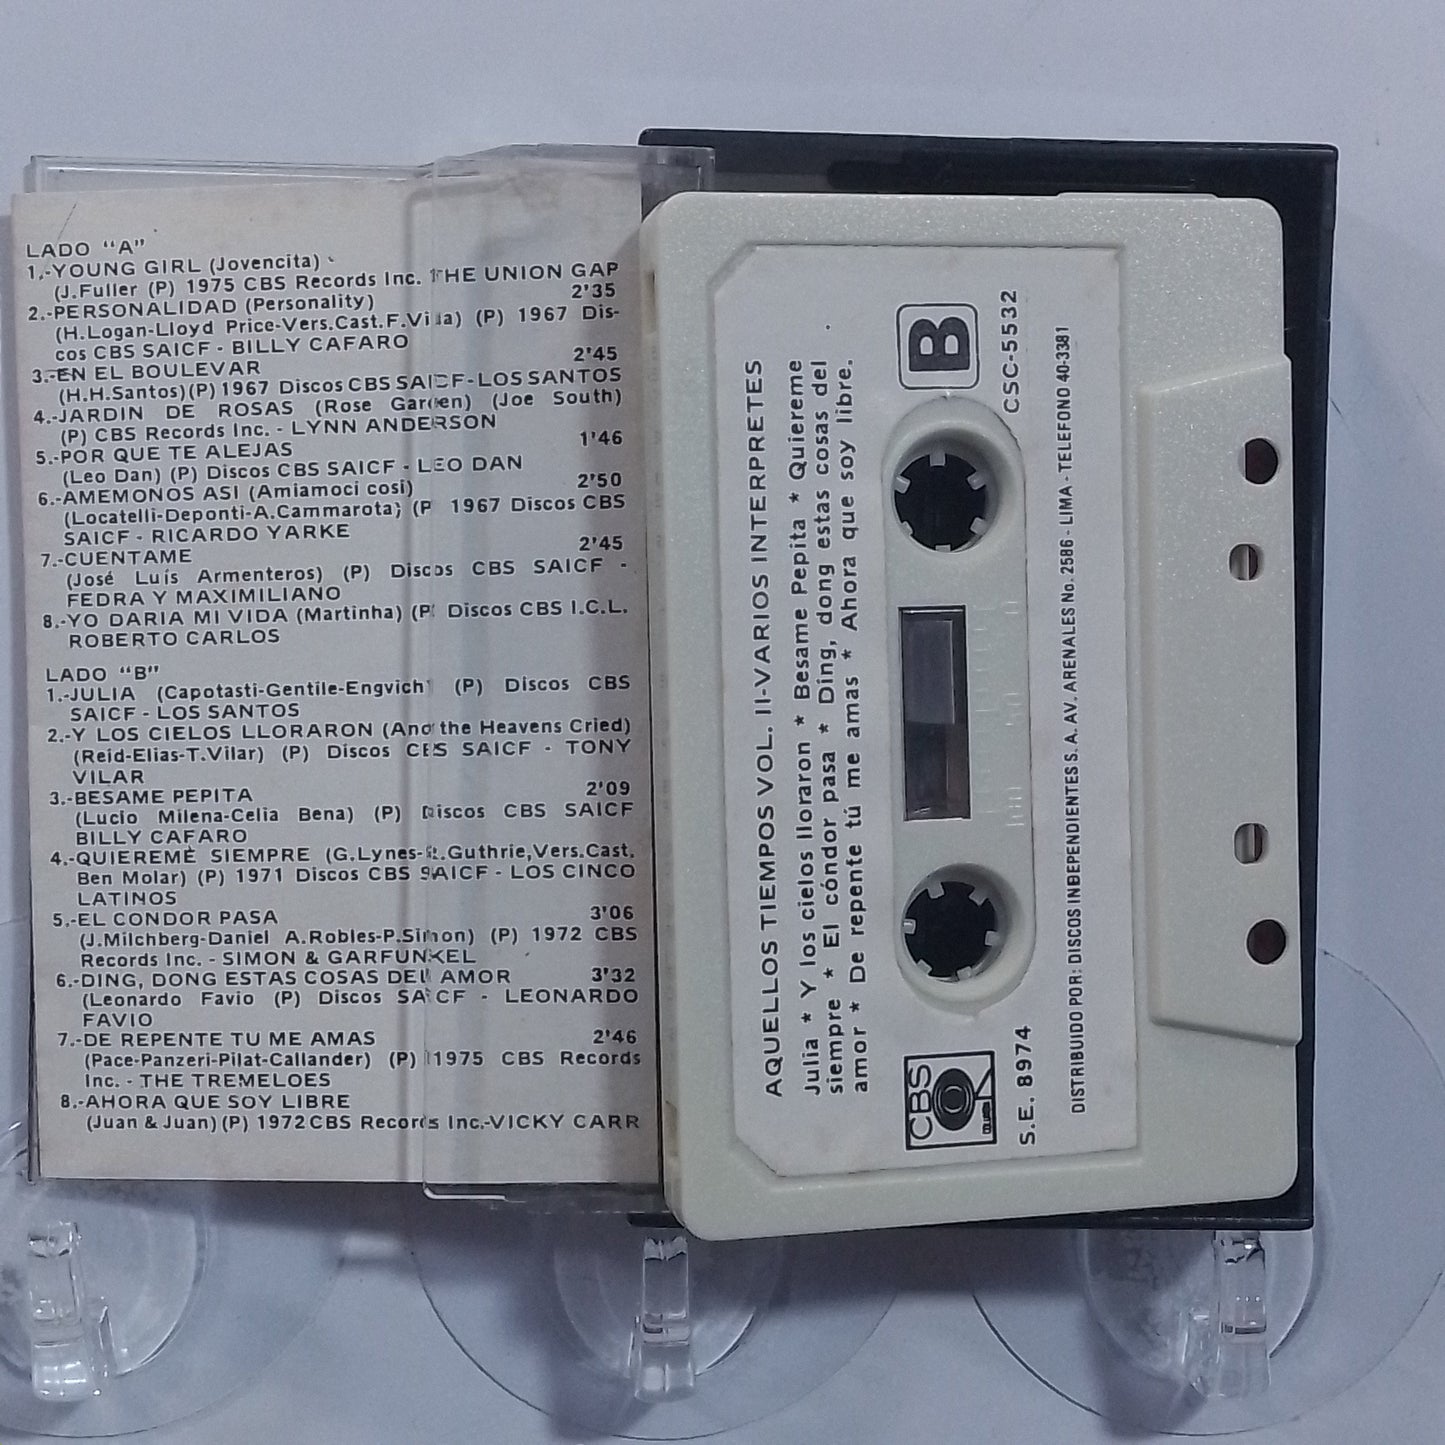 LADO "A"
1,-YOUNG GIRL (Jovencita)
(J.Fuller (P) 1975 CBS Records Inc. THE UNION GAP
2.-PERSONALIDAD (Personality) 2'35
(H.Logan-Lloyd Price-Vers.Cast.F.Villa) (P) 1967 Dis-
cos CBS SAICF - BILLY CAFARO
3.-EN EL BOULEVAR 2'45
(H.H.Santos)(P)1967 Discos CBS SAICF-LOS SANTOS
4.-JARDIN DE ROSAS (Rose Garden) (Joe South)
(P) CBS Records Inc. - LYNN ANDERSON
5.-POR QUE TE ALEJAS 1'46
(Leo Dan) (P) Discos CBS SAICF - LEO DAN
6.-AMEMONOS ASI (Amiamoci cosi) 2'50
(Locatelli-Deponti-A.Cammarota) (P 1967 Discos CBS
SAICF - RICARDO YARKE
7.-CUENTAME 2'45
(José Luís Armenteros) (P) Discos CBS SAICF -
FEDRA Y MAXIMILIANO
8.-YO DARIA MI VIDA (Martinha) (P) Discos CBS I.C.L.
ROBERTO CARLOS
LADO "B"
1.-JULIA (Capotasti-Gentile-Engvich) (P) Discos CBS
SAICF - LOS SANTOS
2.-Y LOS CIELOS LLORARON (And the Heavens Cried)
(Reid-Elias-T.Vilar) (P) Discos CBS SAICF - TONY
VILAR
3.-BESAME PEPITA 2'09
(Lucio Milena-Celia Bena) (P) Discos CBS SAICF
BILLY CAFARO
4.-QUIEREME SIEMPRE (G.Lynes-R.Guthrie,Vers.Cast.
Ben Molar) (P) 1971 Discos CBS SAICF - LOS CINCO
LATINOS
5.-EL CONDOR PASA 3'06
(J.Milchberg-Daniel A.Robles-P.Simon) (P) 1972 CBS
Records Inc. - SIMON & GARFUNKEL
6.-DING, DONG ESTAS COSAS DEL AMOR 3'32
(Leonardo Favio (P) Discos SAICF - LEONARDO
FAVIO
7.-DE REPENTE TU ME AMAS 2'46
(Pace-Panzeri-Pilat-Callander) (P) 1975 CBS Records
Inc. - THE TREMELOES
8.-AHORA QUE SOY LIBRE
(Juan & Juan)(P) 1972 CBS Records Inc.-VICKY CARR
AQUELLOS TIEMPOS VOL. II-VARIOS INTERPRETES
Julia * Y los cielos lloraron * Besame Pepita * Quiereme
siempre * El cóndor pasa * Ding, dong estas cosas del
amor * De repente tú me amas * Ahora que soy libre.
CBS
COLUMBIA
B
S.E. 8974
CSC-5532
100 50 0
DISTRIBUIDO POR: DISCOS INDEPENDIENTES S. A. AV. ARENALES No. 2586 - LIMA - TELEFONO 40-3381